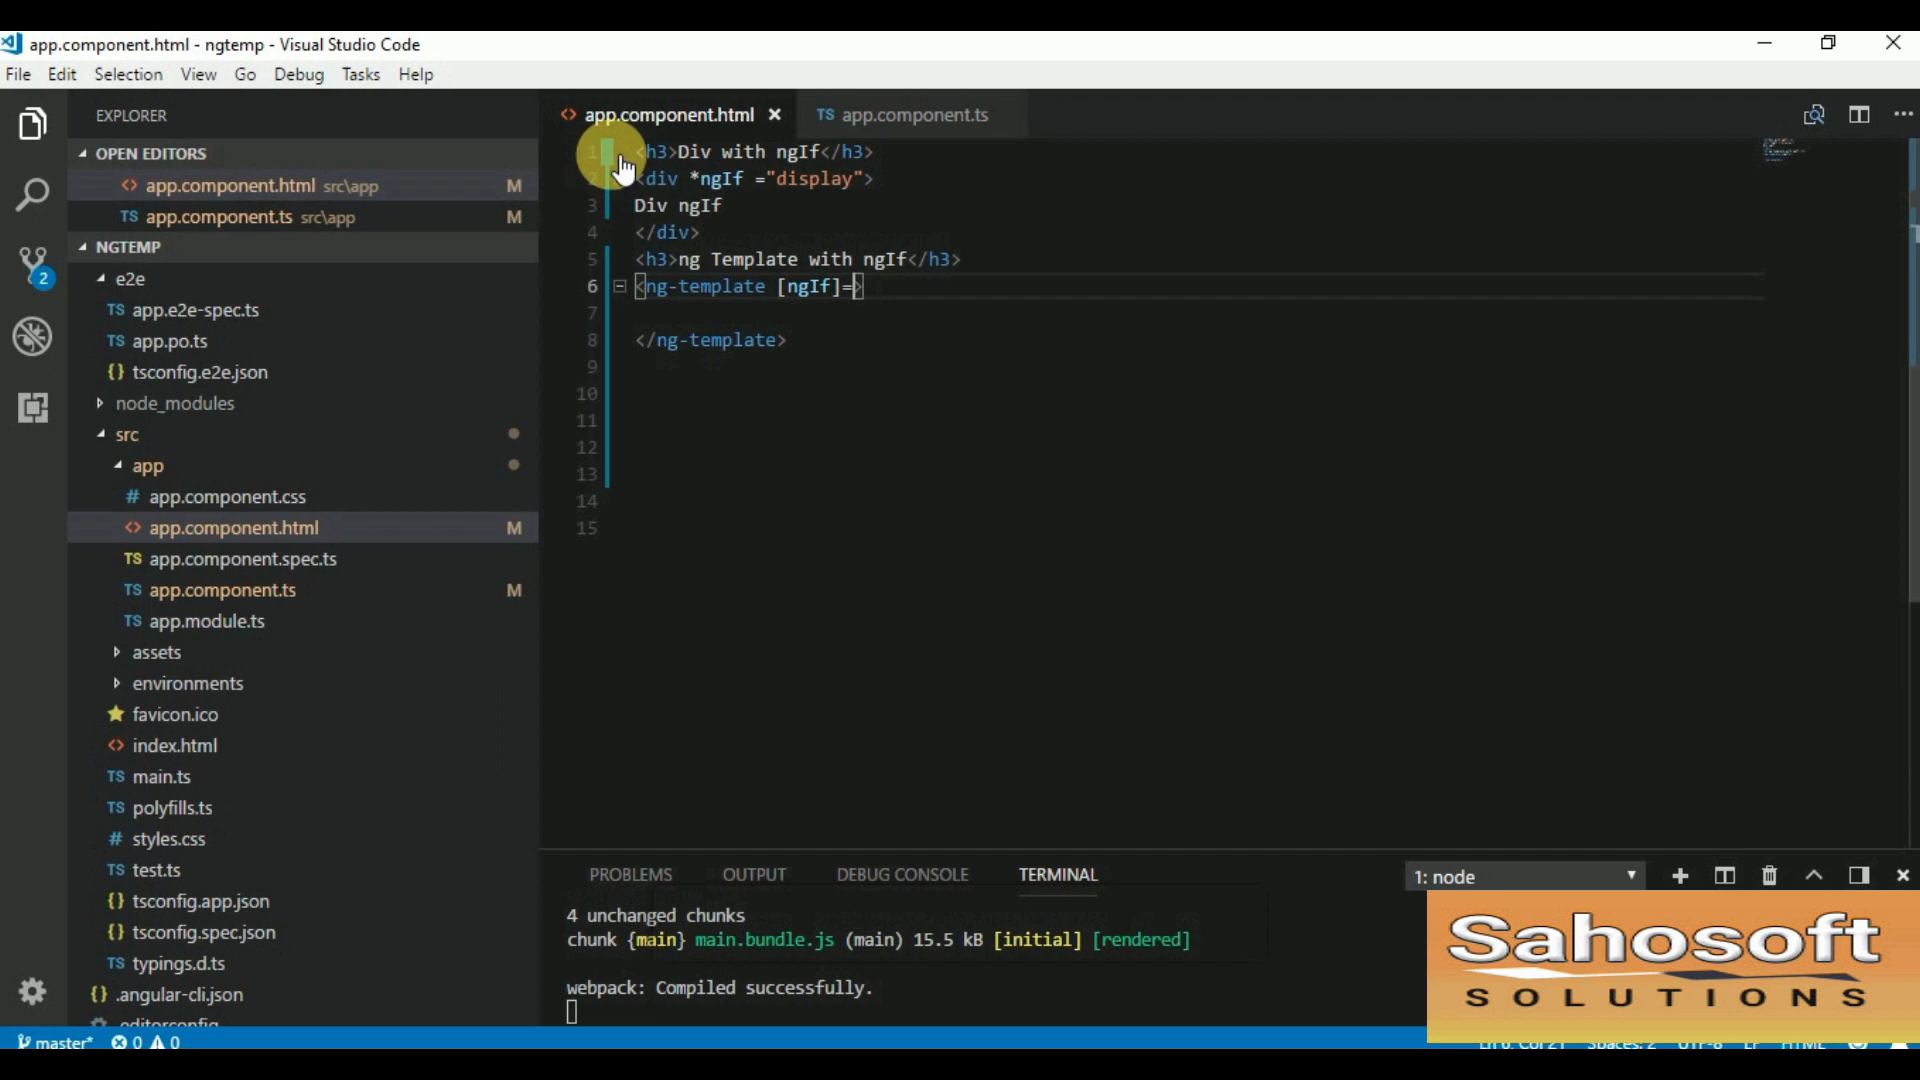 app.component.html - ngtemp - Visual Studio Code
File Edit Selection View Go Debug Tasks Help
EXPLORER
OPEN EDITORS
<> app.component.html src\app M
TS app.component.ts src\app M
NGTEMP
e2e
TS app.e2e-spec.ts
TS app.po.ts
{} tsconfig.e2e.json
node_modules
src
app
# app.component.css
<> app.component.html M
TS app.component.spec.ts
TS app.component.ts M
TS app.module.ts
assets
environments
favicon.ico
<> index.html
TS main.ts
TS polyfills.ts
# styles.css
TS test.ts
{} tsconfig.app.json
{} tsconfig.spec.json
TS typings.d.ts
{} .angular-cli.json
2
<> app.component.html TS app.component.ts
1 <h3>Div with ngIf</h3>
2 <div *ngIf ="display">
3 Div ngIf
4 </div>
5 <h3>ng Template with ngIf</h3>
6 <ng-template [ngIf]=>
7
8 </ng-template>
9
10
11
12
13
14
15
PROBLEMS OUTPUT DEBUG CONSOLE TERMINAL 1: node
4 unchanged chunks
chunk {main} main.bundle.js (main) 15.5 kB [initial] [rendered]
webpack: Compiled successfully.
Sahosoft
SOLUTIONS
master* 0 0